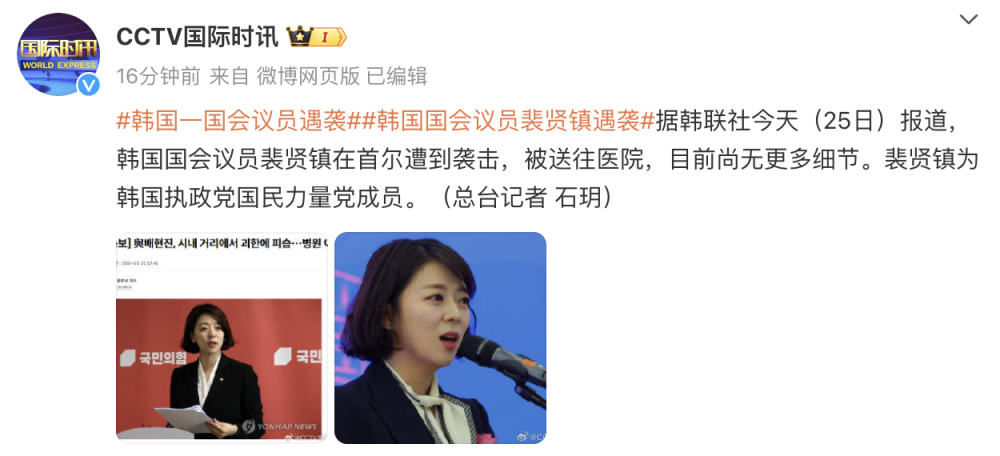 国际时讯
WORLD EXPRESS
CCTV国际时讯
I
16分钟前 来自 微博网页版 已编辑
#韩国一国会议员遇袭##韩国国会议员裴贤镇遇袭#据韩联社今天（25日）报道，
韩国国会议员裴贤镇在首尔遭到袭击，被送往医院，目前尚无更多细节。裴贤镇为
韩国执政党国民力量党成员。（总台记者 石玥）
보] 與배현진, 시내 거리에서 괴한에 피습…병원
국민의힘
국민
YONHAP NEWS